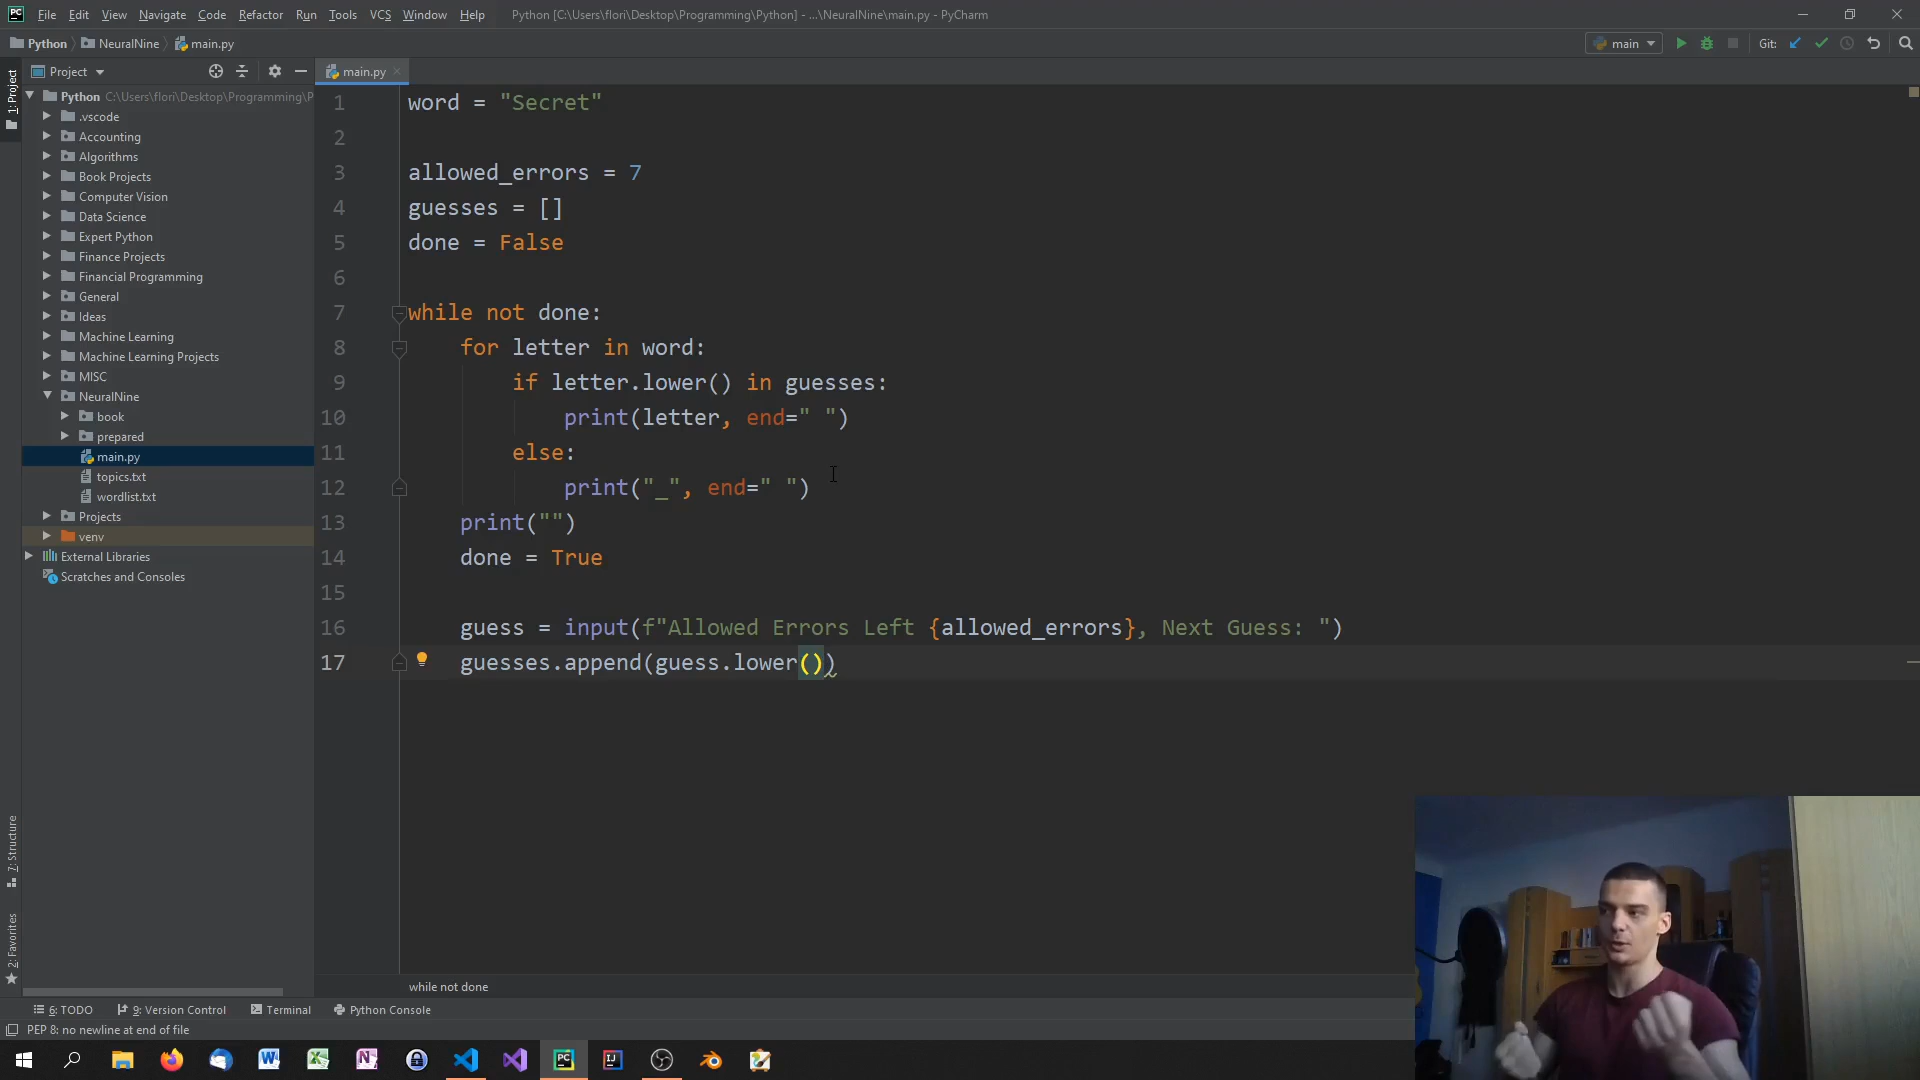 PC File Edit View Navigate Code Refactor Run Tools VCS Window Help Python [C:\Users\flori\Desktop\Programming\Python] - ...\NeuralNine\main.py - PyCharm
Python NeuralNine main.py main Git:
1: Project
Project main.py
Python C:\Users\flori\Desktop\Programming\P
.vscode
Accounting
Algorithms
Book Projects
Computer Vision
Data Science
Expert Python
Finance Projects
Financial Programming
General
Ideas
Machine Learning
Machine Learning Projects
MISC
NeuralNine
book
prepared
main.py
topics.txt
wordlist.txt
Projects
venv
External Libraries
Scratches and Consoles
7: Structure
2: Favorites
1 word = "Secret"
2
3 allowed_errors = 7
4 guesses = []
5 done = False
6
7 while not done:
8 for letter in word:
9 if letter.lower() in guesses:
10 print(letter, end=" ")
11 else:
12 print("_", end=" ")
13 print("")
14 done = True
15
16 guess = input(f"Allowed Errors Left {allowed_errors}, Next Guess: ")
17 guesses.append(guess.lower())
while not done
6: TODO 9: Version Control Terminal Python Console
PEP 8: no newline at end of file
W X N PC IJ